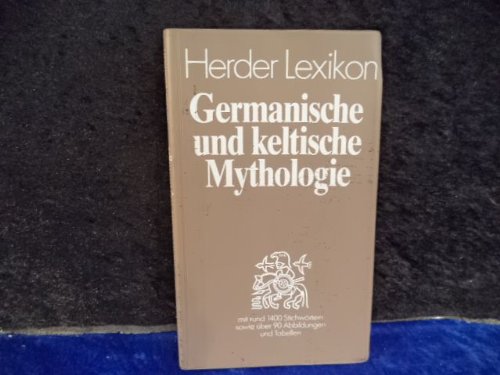 Herder Lexikon
Germanische
und keltische
Mythologie
mit rund 1400 Stichwörtern
sowie über 90 Abbildungen
und Tabellen